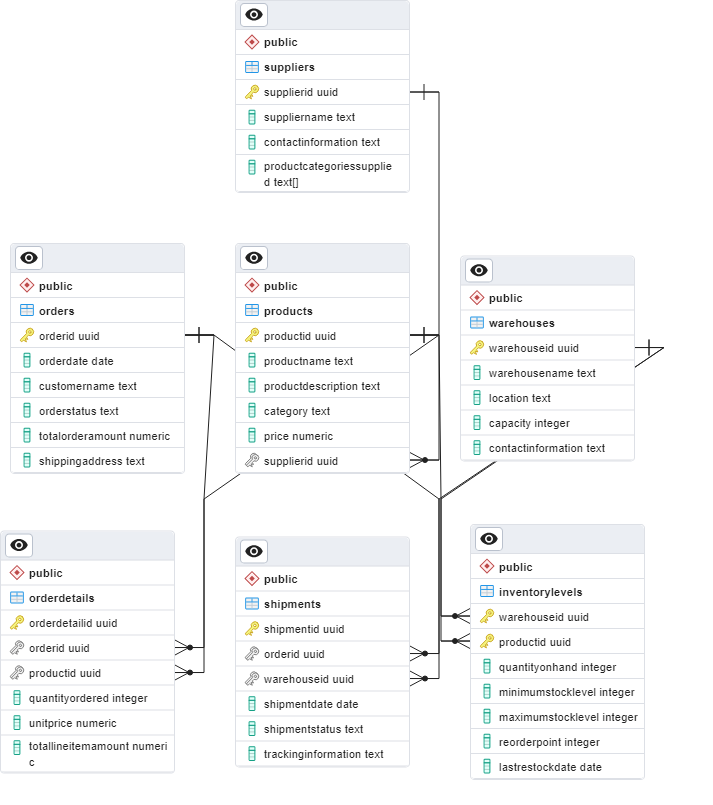 public
suppliers
supplierid uuid
suppliername text
contactinformation text
productcategoriessupplie
d text[]
public
orders
orderid uuid
orderdate date
customername text
orderstatus text
totalorderamount numeric
shippingaddress text
public
products
productid uuid
productname text
productdescription text
category text
price numeric
supplierid uuid
public
warehouses
warehouseid uuid
warehousename text
location text
capacity integer
contactinformation text
public
orderdetails
orderdetailid uuid
orderid uuid
productid uuid
quantityordered integer
unitprice numeric
totallineitemamount numeri
c
public
shipments
shipmentid uuid
orderid uuid
warehouseid uuid
shipmentdate date
shipmentstatus text
trackinginformation text
public
inventorylevels
warehouseid uuid
productid uuid
quantityonhand integer
minimumstocklevel integer
maximumstocklevel integer
reorderpoint integer
lastrestockdate date